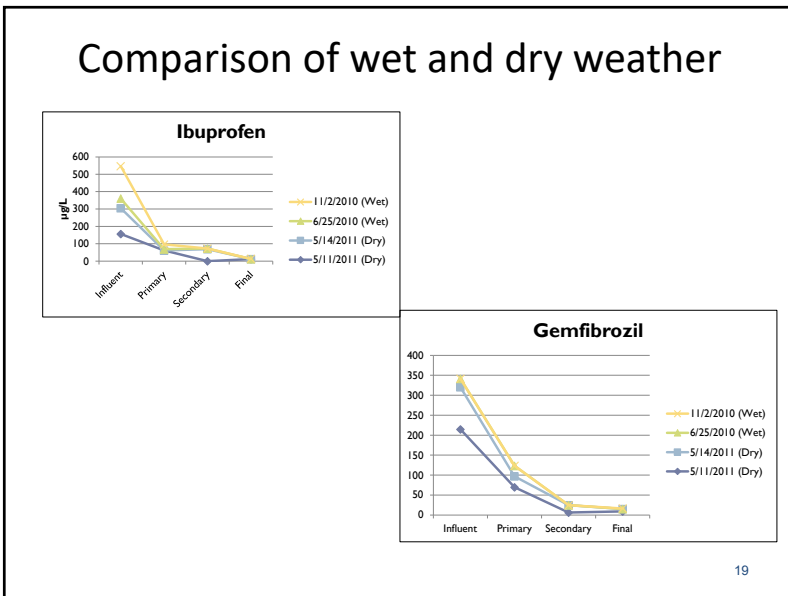 Comparison of wet and dry weather
Ibuprofen
600
500
400
300
200
100
0
µg/L
Influent
Primary
Secondary
Final
11/2/2010 (Wet)
6/25/2010 (Wet)
5/14/2011 (Dry)
5/11/2011 (Dry)
Gemfibrozil
400
350
300
250
200
150
100
50
0
Influent
Primary
Secondary
Final
11/2/2010 (Wet)
6/25/2010 (Wet)
5/14/2011 (Dry)
5/11/2011 (Dry)
19